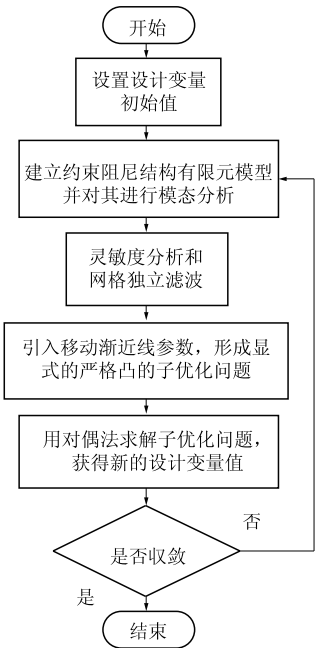 开始
设置设计变量
初始值
建立约束阻尼结构有限元模型
并对其进行模态分析
灵敏度分析和
网格独立滤波
引入移动渐近线参数，形成显
式的严格凸的子优化问题
用对偶法求解子优化问题，
获得新的设计变量值
否
是否收敛
是
结束